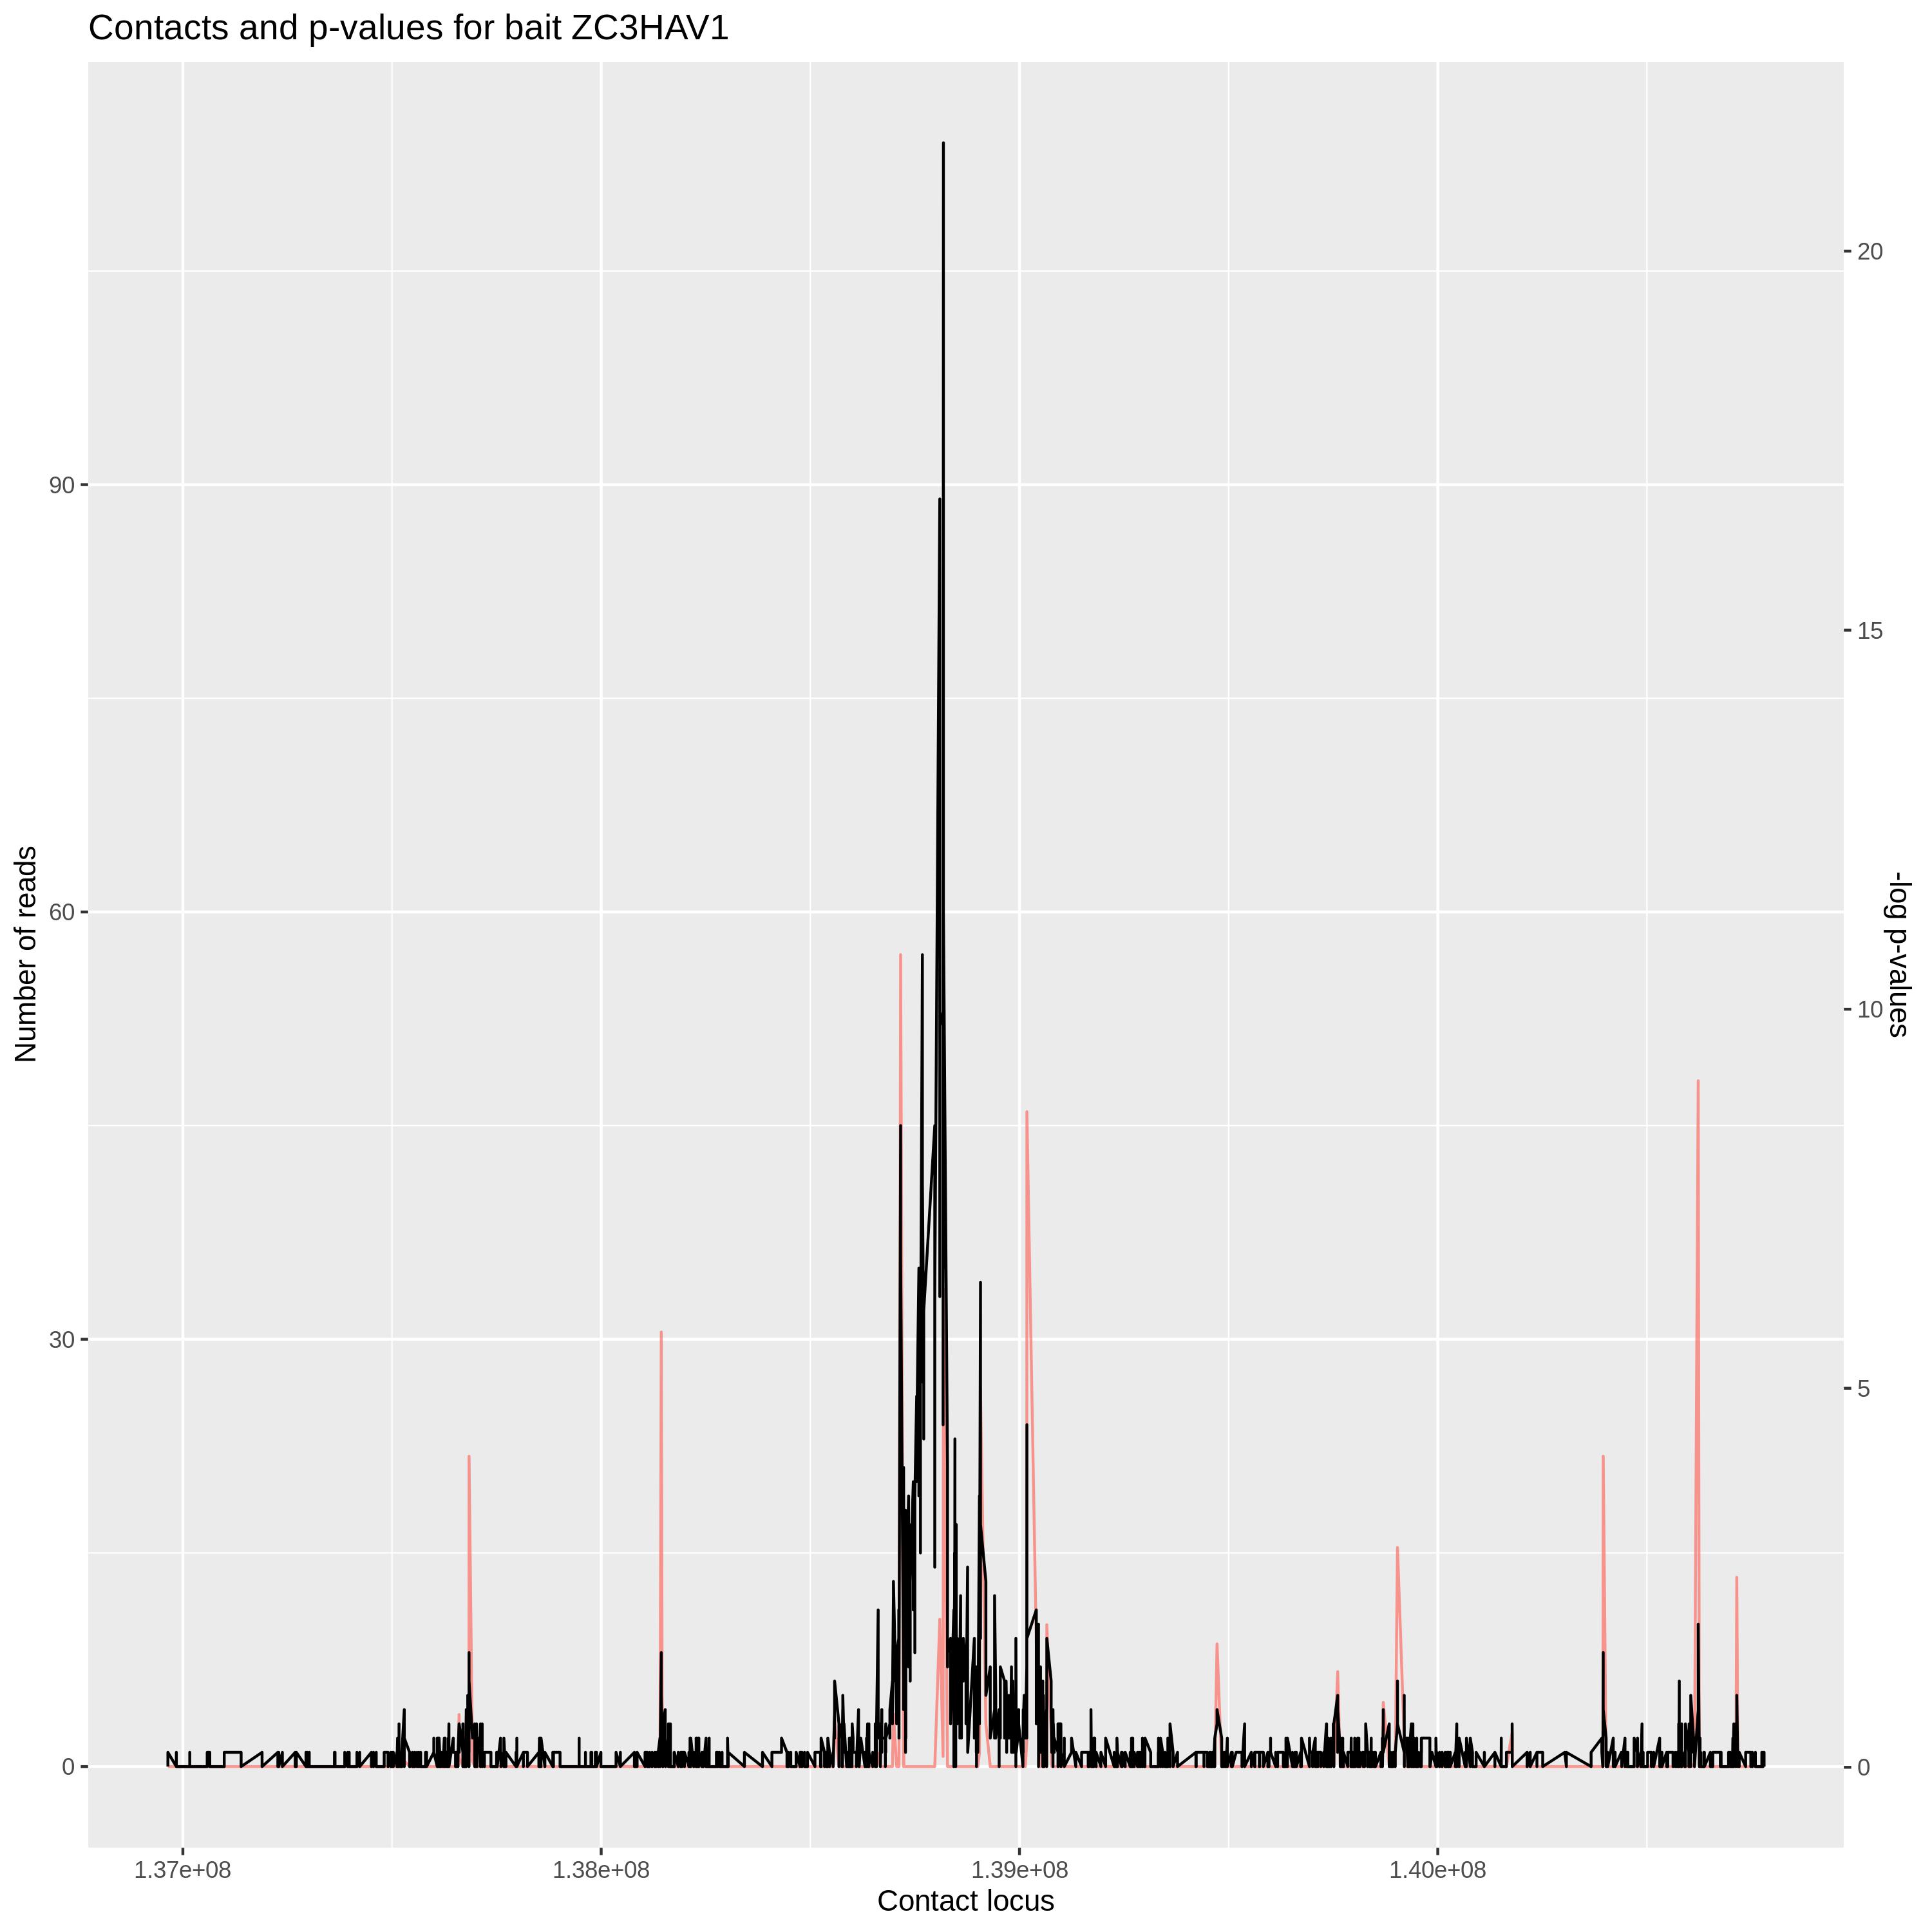 Contacts and p-values for bait ZC3HAV1
Number of reads
90
60
30
0
20
15
10
5
0
-log p-values
1.37e+08
1.38e+08
1.39e+08
1.40e+08
Contact locus